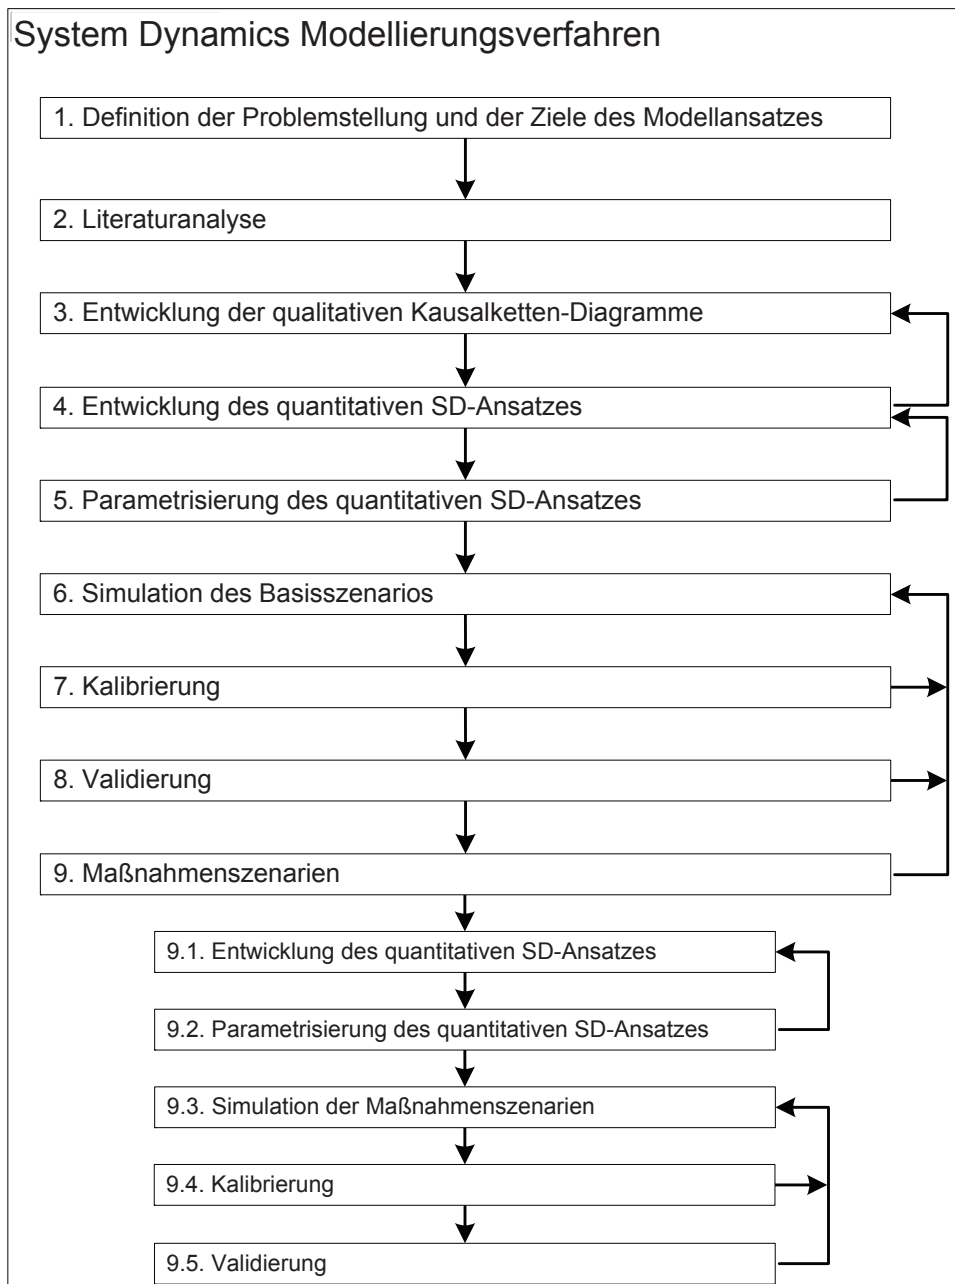 System Dynamics Modellierungsverfahren
1. Definition der Problemstellung und der Ziele des Modellansatzes
2. Literaturanalyse
3. Entwicklung der qualitativen Kausalketten-Diagramme
4. Entwicklung des quantitativen SD-Ansatzes
5. Parametrisierung des quantitativen SD-Ansatzes
6. Simulation des Basisszenarios
7. Kalibrierung
8. Validierung
9. Maßnahmenszenarien
9.1. Entwicklung des quantitativen SD-Ansatzes
9.2. Parametrisierung des quantitativen SD-Ansatzes
9.3. Simulation der Maßnahmenszenarien
9.4. Kalibrierung
9.5. Validierung